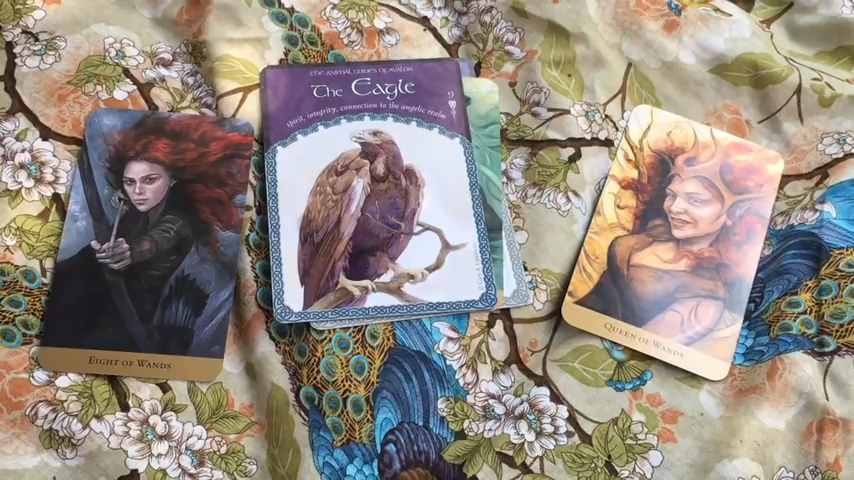 The Animal Guides of Avalon
The Eagle
9
spirit, integrity, connection to the angelic realm
Eight of Wands
Queen of Wands